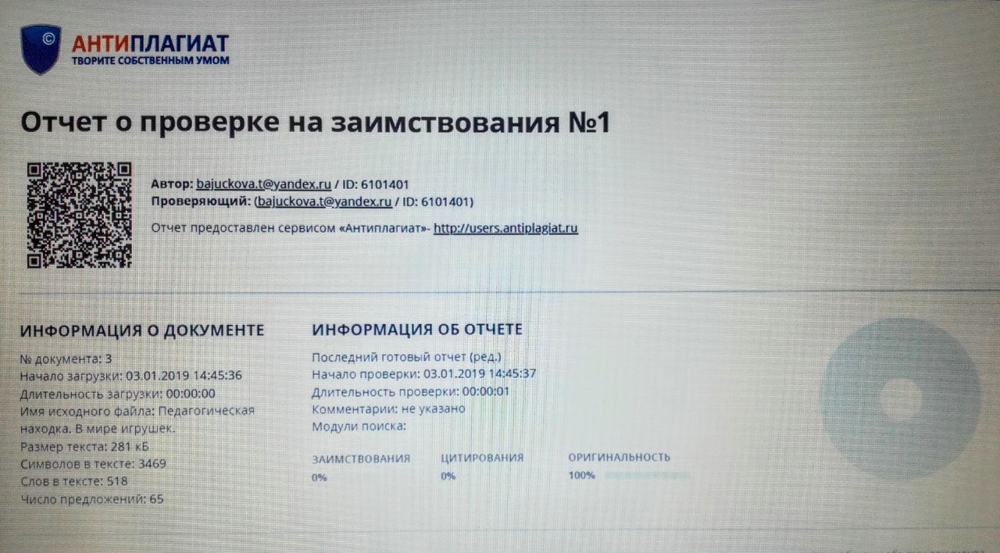 ©
АНТИПЛАГИАТ
ТВОРИТЕ СОБСТВЕННЫМ УМОМ
Отчет о проверке на заимствования №1
Автор: bajuckova.t@yandex.ru / ID: 6101401
Проверяющий: (bajuckova.t@yandex.ru / ID: 6101401)
Отчет предоставлен сервисом «Антиплагиат»- http://users.antiplagiat.ru
ИНФОРМАЦИЯ О ДОКУМЕНТЕ
№ документа: 3
Начало загрузки: 03.01.2019 14:45:36
Длительность загрузки: 00:00:00
Имя исходного файла: Педагогическая
находка. В мире игрушек.
Размер текста: 281 кБ
Cимволов в тексте: 3469
Слов в тексте: 518
Число предложений: 65
ИНФОРМАЦИЯ ОБ ОТЧЕТЕ
Последний готовый отчет (ред.)
Начало проверки: 03.01.2019 14:45:37
Длительность проверки: 00:00:01
Комментарии: не указано
Модули поиска:
ЗАИМСТВОВАНИЯ ЦИТИРОВАНИЯ ОРИГИНАЛЬНОСТЬ
0% 0% 100%